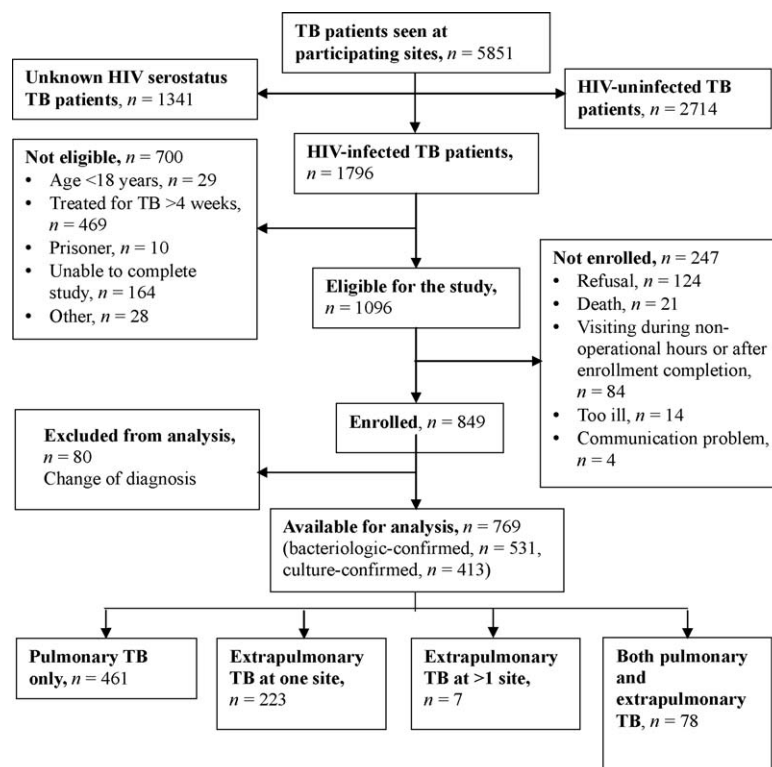 TB patients seen at
participating sites, n = 5851
Unknown HIV serostatus
TB patients, n = 1341
HIV-uninfected TB
patients, n = 2714
HIV-infected TB patients,
n = 1796
Not eligible, n = 700
• Age <18 years, n = 29
• Treated for TB >4 weeks,
n = 469
• Prisoner, n = 10
• Unable to complete
study, n = 164
• Other, n = 28
Eligible for the study,
n = 1096
Not enrolled, n = 247
• Refusal, n = 124
• Death, n = 21
• Visiting during non-
operational hours or after
enrollment completion,
n = 84
• Too ill, n = 14
• Communication problem,
n = 4
Enrolled, n = 849
Excluded from analysis,
n = 80
Change of diagnosis
Available for analysis, n = 769
(bacteriologic-confirmed, n = 531,
culture-confirmed, n = 413)
Pulmonary TB
only, n = 461
Extrapulmonary
TB at one site,
n = 223
Extrapulmonary
TB at >1 site,
n = 7
Both pulmonary
and
extrapulmonary
TB, n = 78